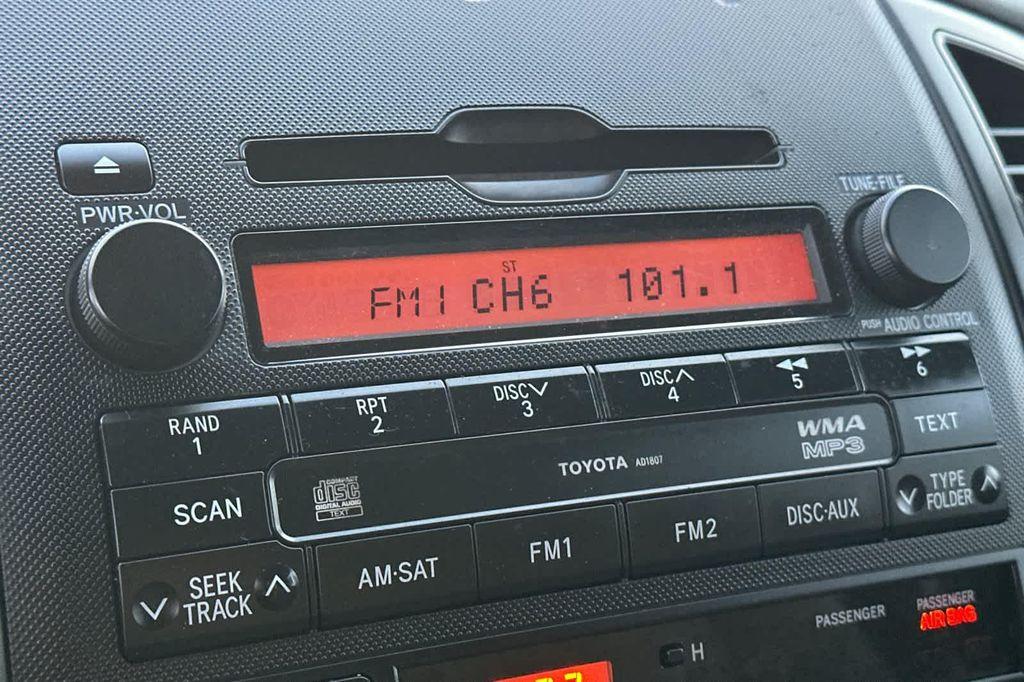 PWR·VOL
TUNE·FILE
ST
FM1 CH6 101.1
PUSH AUDIO CONTROL
RAND
1
RPT
2
DISC
3
DISC
4
5
6
SCAN
COMPACT
disc
DIGITAL AUDIO
TEXT
TOYOTA AD1807
WMA
MP3
TEXT
SEEK
TRACK
AM·SAT
FM1
FM2
DISC·AUX
TYPE
FOLDER
H
PASSENGER
PASSENGER
AIRBAG